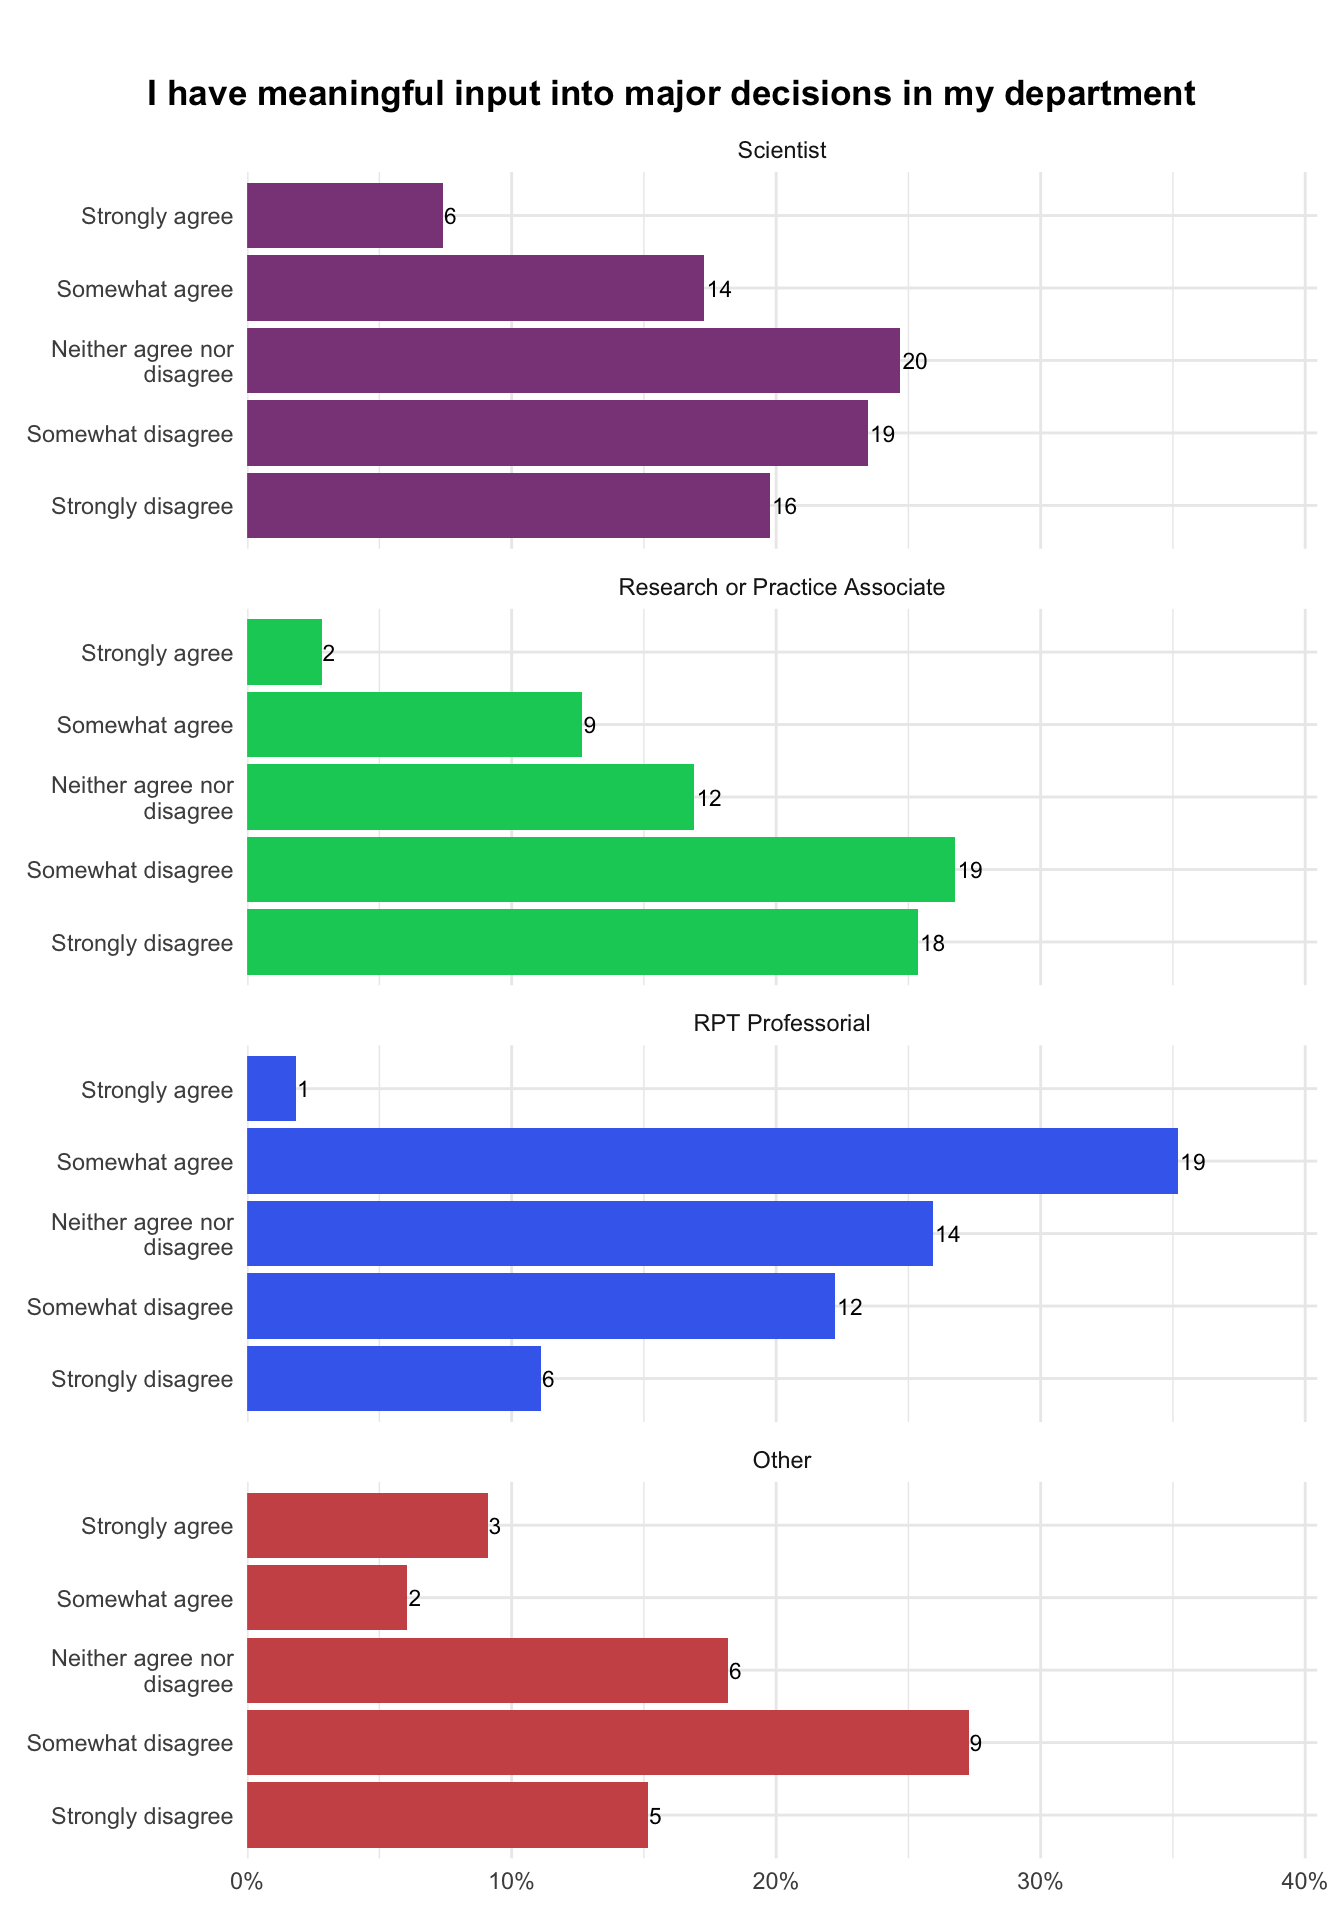 I have meaningful input into major decisions in my department
Scientist
Strongly agree
6
Somewhat agree
14
Neither agree nor
disagree
20
Somewhat disagree
19
Strongly disagree
16
Research or Practice Associate
Strongly agree
2
Somewhat agree
9
Neither agree nor
disagree
12
Somewhat disagree
19
Strongly disagree
18
RPT Professorial
Strongly agree
1
Somewhat agree
19
Neither agree nor
disagree
14
Somewhat disagree
12
Strongly disagree
6
Other
Strongly agree
3
Somewhat agree
2
Neither agree nor
disagree
6
Somewhat disagree
9
Strongly disagree
5
0% 10% 20% 30% 40%